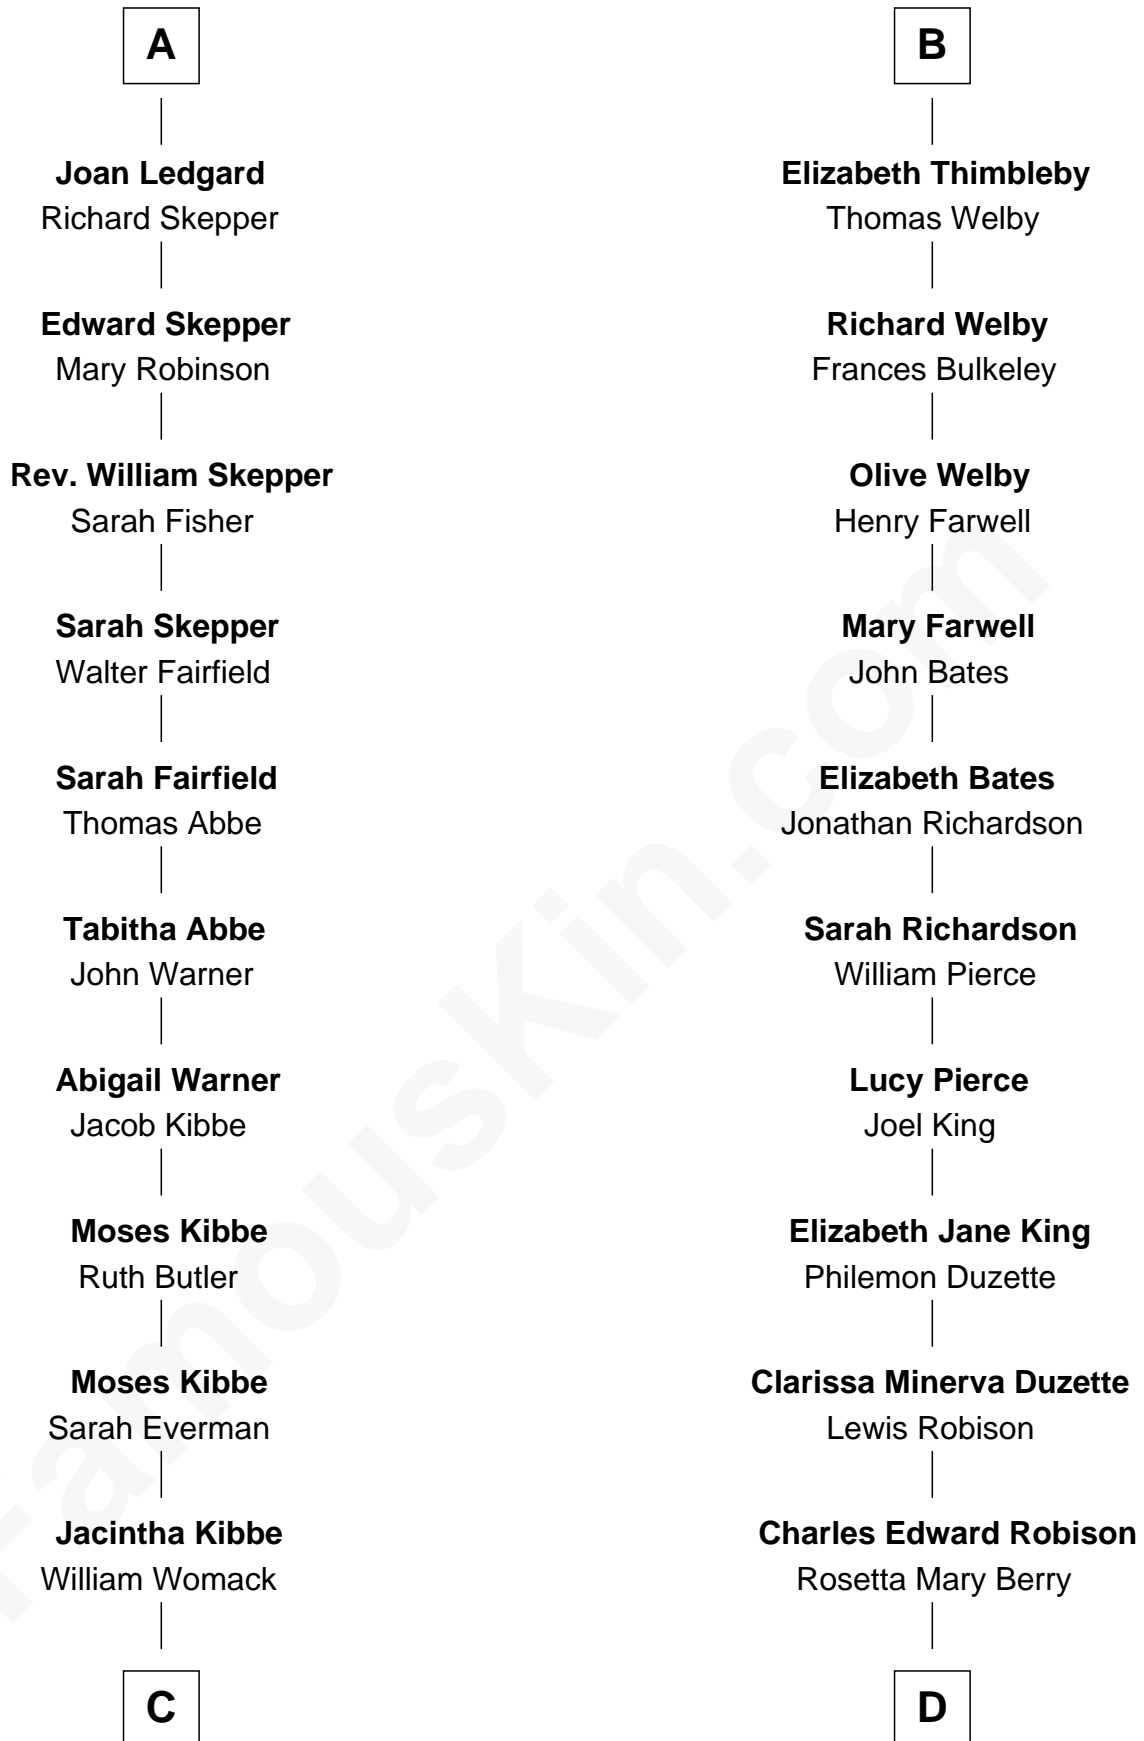 A
Joan Ledgard
Richard Skepper
Edward Skepper
Mary Robinson
Rev. William Skepper
Sarah Fisher
Sarah Skepper
Walter Fairfield
Sarah Fairfield
Thomas Abbe
Tabitha Abbe
John Warner
Abigail Warner
Jacob Kibbe
Moses Kibbe
Ruth Butler
Moses Kibbe
Sarah Everman
Jacintha Kibbe
William Womack
C
B
Elizabeth Thimbleby
Thomas Welby
Richard Welby
Frances Bulkeley
Olive Welby
Henry Farwell
Mary Farwell
John Bates
Elizabeth Bates
Jonathan Richardson
Sarah Richardson
William Pierce
Lucy Pierce
Joel King
Elizabeth Jane King
Philemon Duzette
Clarissa Minerva Duzette
Lewis Robison
Charles Edward Robison
Rosetta Mary Berry
D
FamousKin.com